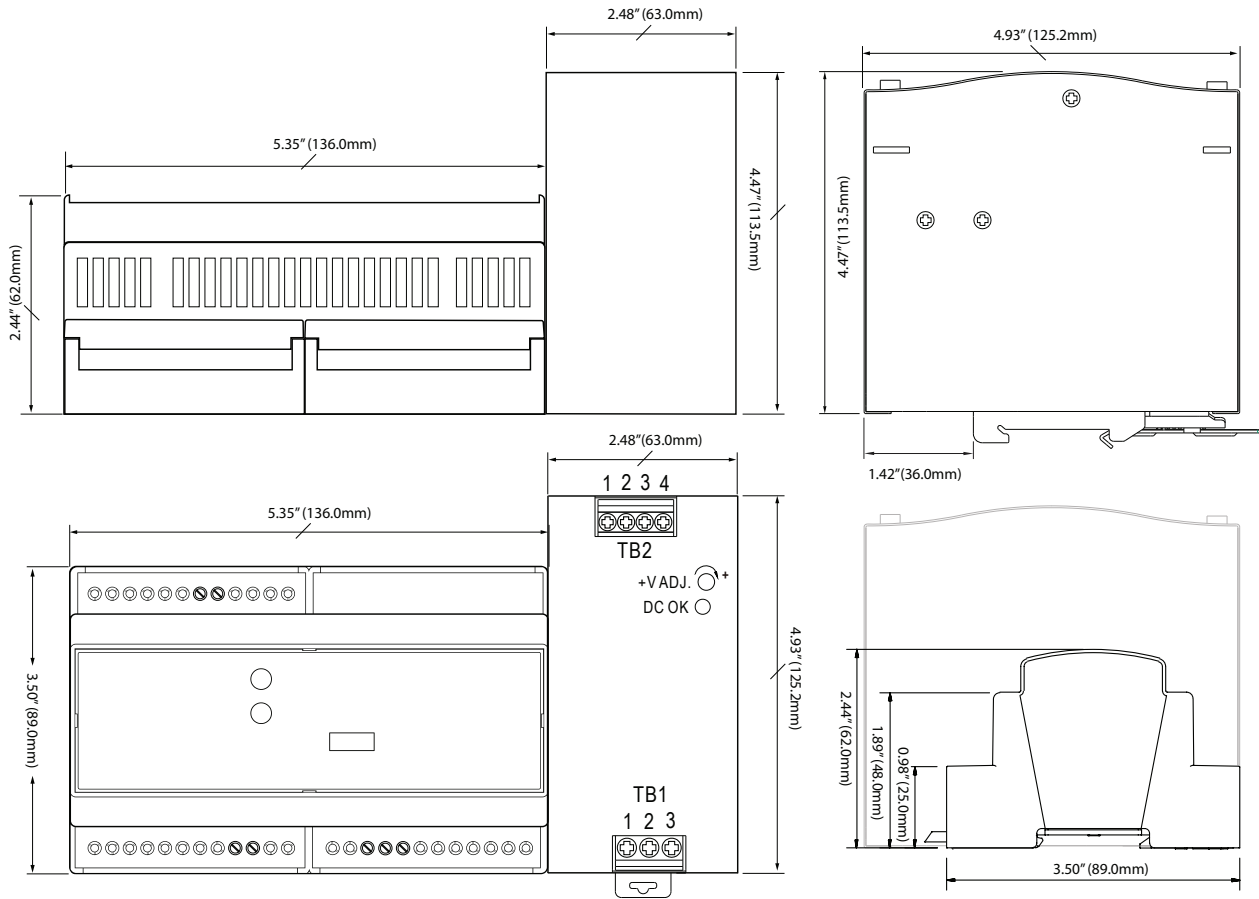 2.48" (63.0mm)
4.93" (125.2mm)
5.35" (136.0mm)
4.47" (113.5mm)
4.47" (113.5mm)
2.44" (62.0mm)
1.42"(36.0mm)
2.48" (63.0mm)
1 2 3 4
TB2
+V ADJ. +
DC OK
5.35" (136.0mm)
3.50" (89.0mm)
4.93" (125.2mm)
TB1
1 2 3
2.44" (62.0mm)
1.89" (48.0mm)
0.98" (25.0mm)
3.50" (89.0mm)